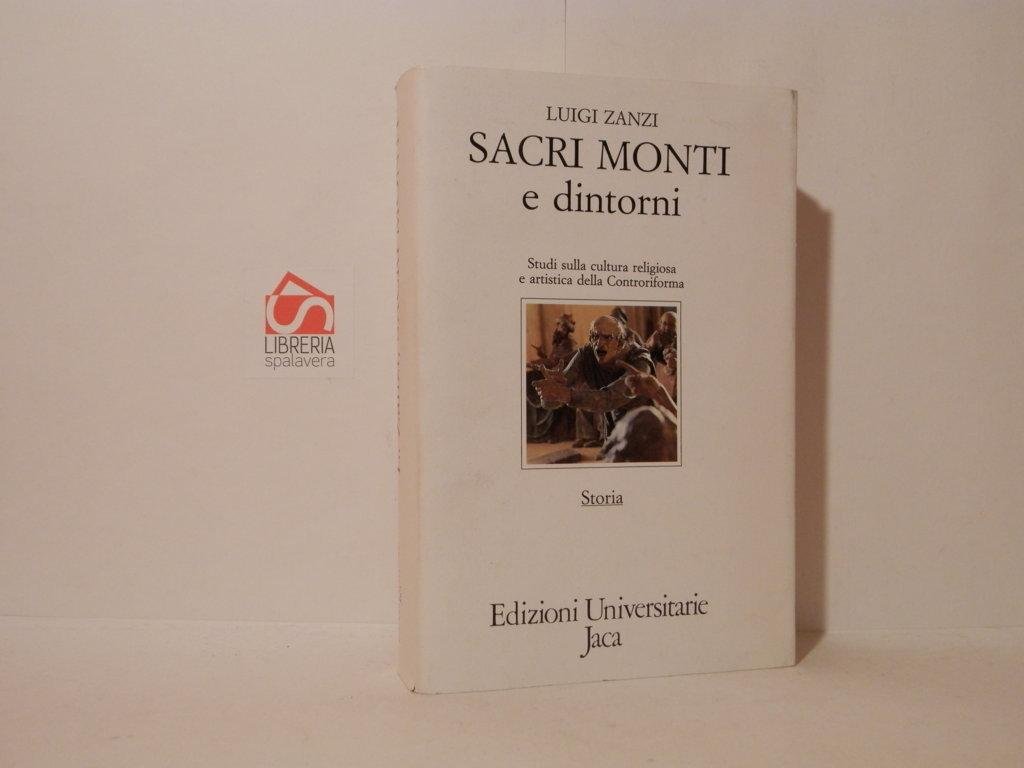 LUIGI ZANZI
SACRI MONTI
e dintorni
Studi sulla cultura religiosa
e artistica della Controriforma
Storia
Edizioni Universitarie
Jaca
LIBRERIA
spalavera